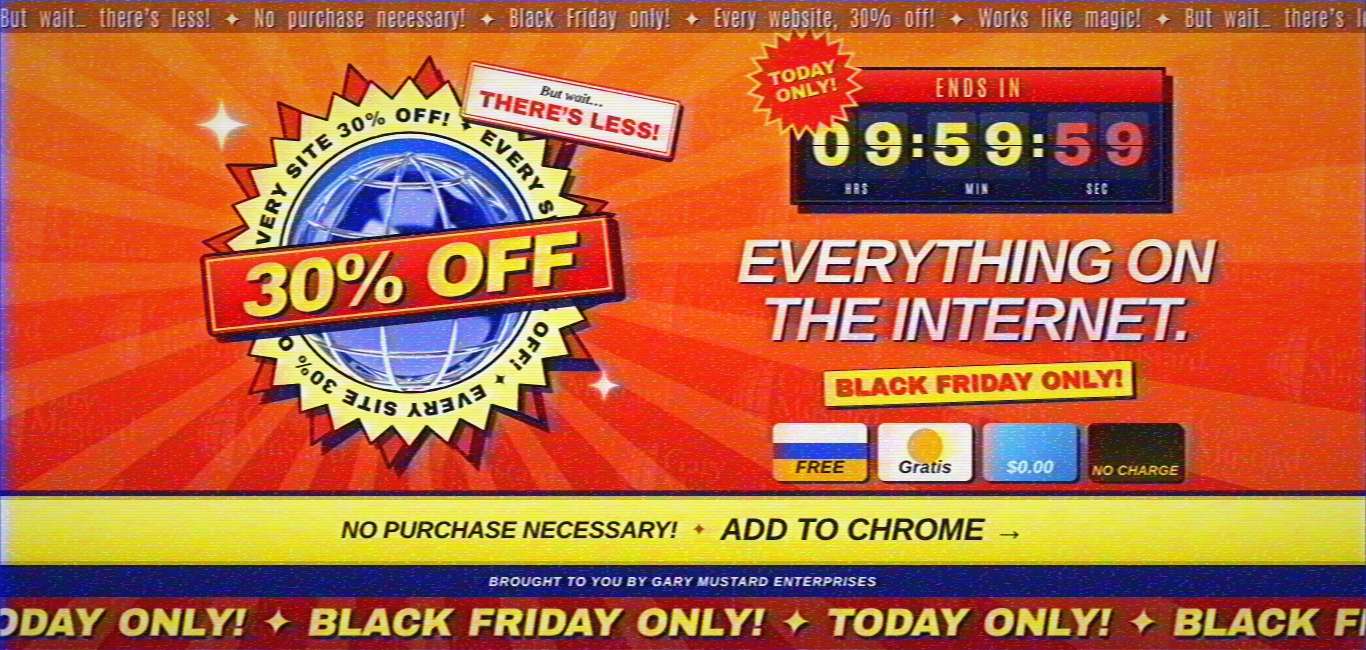 But wait_ there's less! ✦ No purchase necessary! ✦ Black Friday only! ✦ Every website, 30% off! ✦ Works like magic! ✦ But wait_ there's
But wait...
THERE'S LESS!
EVERY SITE 30% OFF! ✦ EVERY SITE 30% OFF! ✦
30% OFF
TODAY
ONLY!
ENDS IN
09:59:59
HRS MIN SEC
EVERYTHING ON
THE INTERNET.
BLACK FRIDAY ONLY!
FREE Gratis $0.00 NO CHARGE
NO PURCHASE NECESSARY! ✦ ADD TO CHROME →
BROUGHT TO YOU BY GARY MUSTARD ENTERPRISES
ODAY ONLY! ✦ BLACK FRIDAY ONLY! ✦ TODAY ONLY! ✦ BLACK F